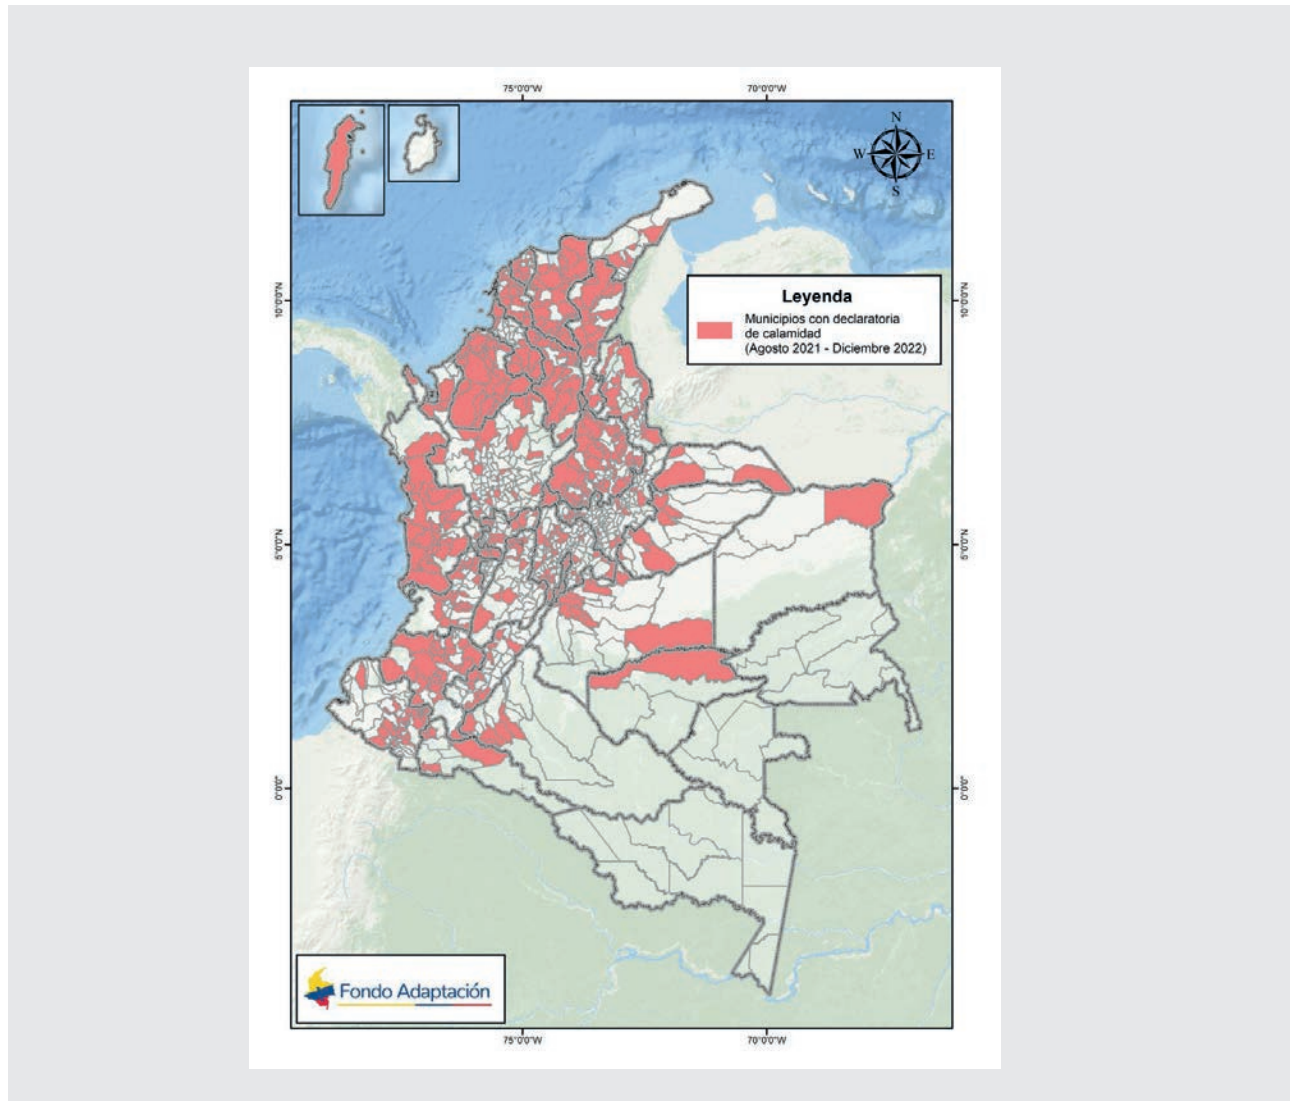 75°0'0"W
70°0'0"W
N
W
E
S
10°0'0"N
10°0'0"N
Leyenda
Municipios con declaratoria
de calamidad
(Agosto 2021 - Diciembre 2022)
5°0'0"N
5°0'0"N
0°0'0"
0°0'0"
Fondo Adaptación
75°0'0"W
70°0'0"W